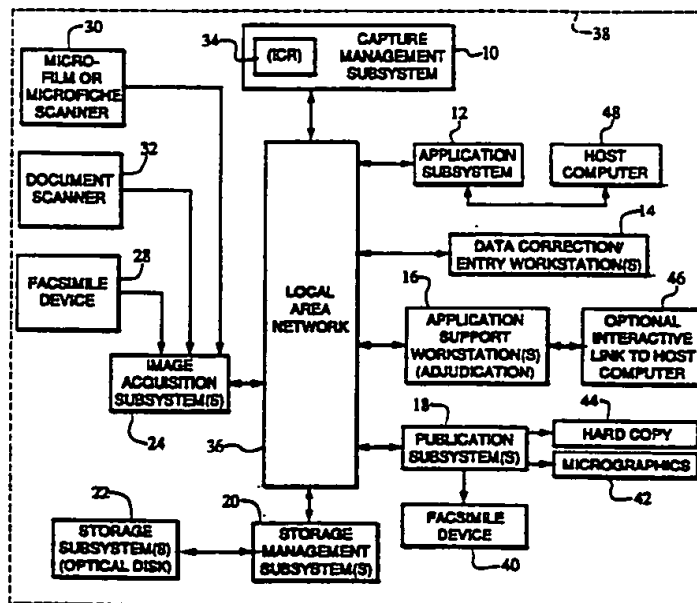 30
MICRO-
FILM OR
MICROFICHE
SCANNER
32
DOCUMENT
SCANNER
28
FACSIMILE
DEVICE
IMAGE
ACQUISITION
SUBSYSTEM(S)
24
22
STORAGE
SUBSYSTEM(S)
(OPTICAL DISK)
34
(ICR)
CAPTURE
MANAGEMENT
SUBSYSTEM
10
38
LOCAL
AREA
NETWORK
36
20
STORAGE
MANAGEMENT
SUBSYSTEM(S)
12
APPLICATION
SUBSYSTEM
48
HOST
COMPUTER
14
DATA CORRECTION/
ENTRY WORKSTATION(S)
16
APPLICATION
SUPPORT
WORKSTATION(S)
(ADJUDICATION)
46
OPTIONAL
INTERACTIVE
LINK TO HOST
COMPUTER
18
PUBLICATION
SUBSYSTEM(S)
44
HARD COPY
MICROGRAPHICS
42
FACSIMILE
DEVICE
40